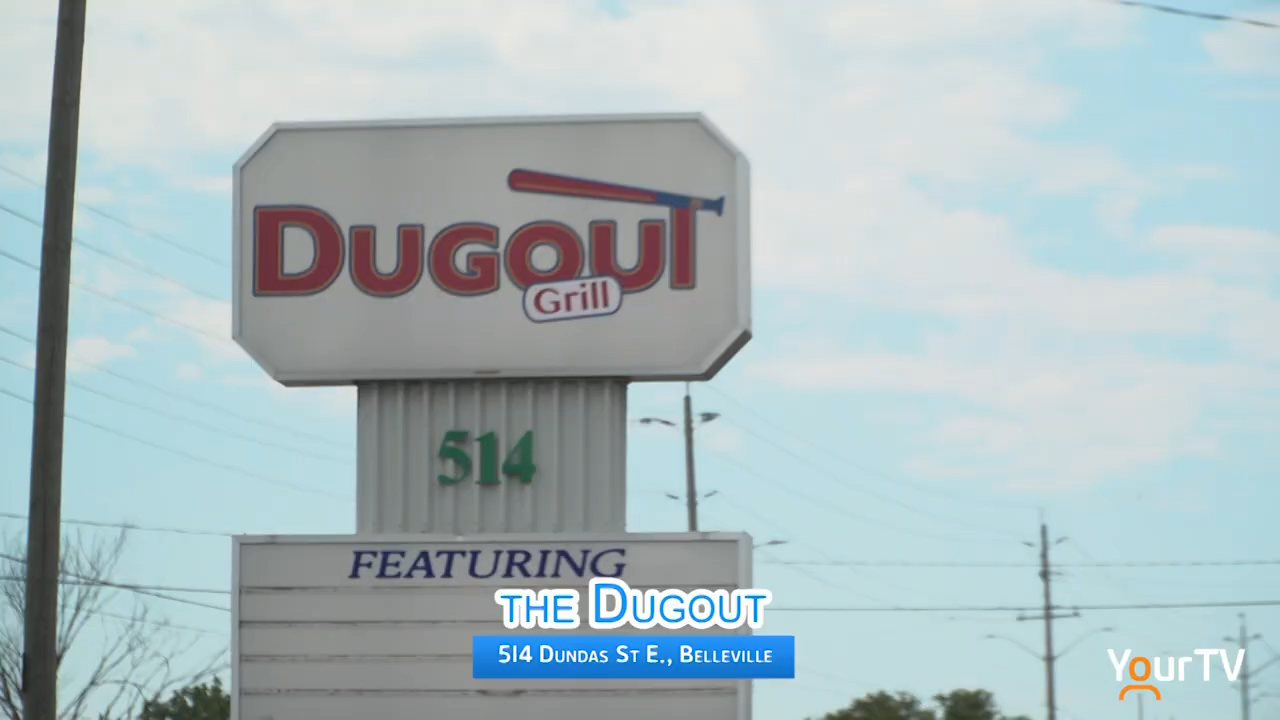 DUGOUT
Grill
514
FEATURING
THE DUGOUT
514 DUNDAS ST E., BELLEVILLE
YourTV